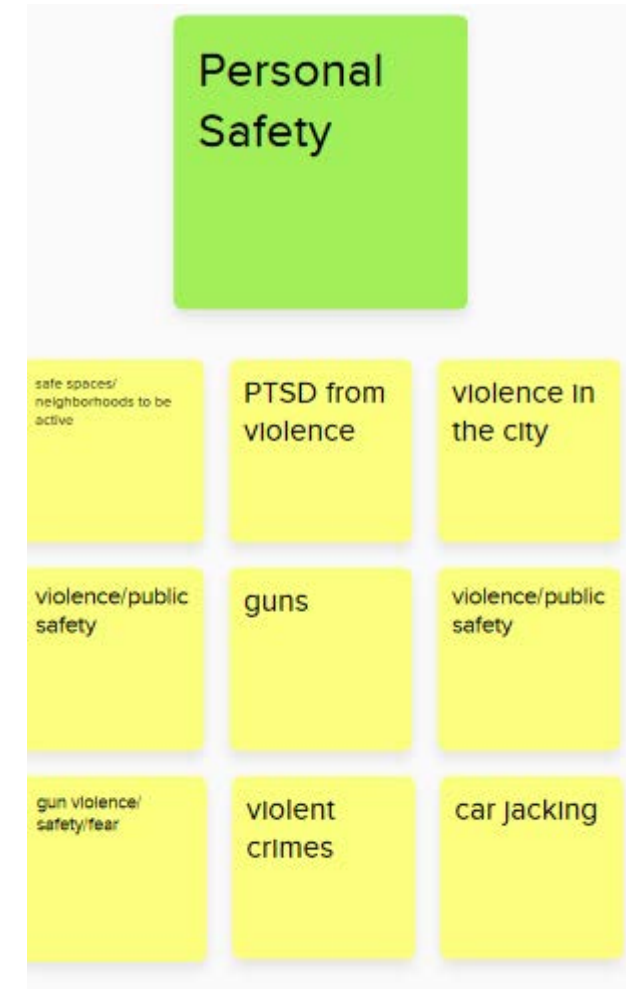 Personal
Safety
safe spaces/
neighborhoods to be
active
PTSD from
violence
violence in
the city
violence/public
safety
guns
violence/public
safety
gun violence/
safety/fear
violent
crimes
car jacking